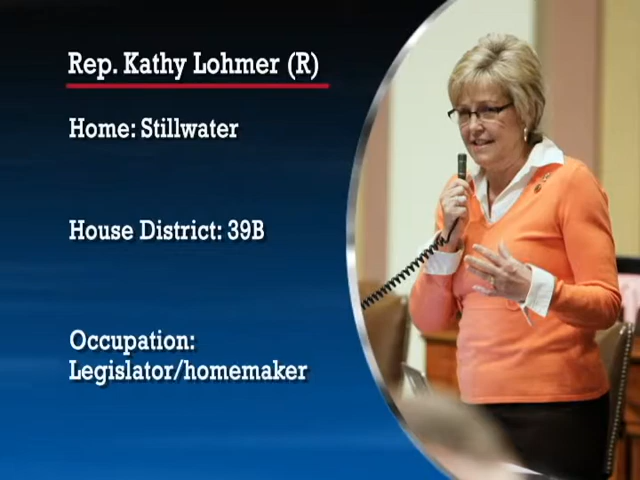 Rep. Kathy Lohmer (R)
Home: Stillwater
House District: 39B
Occupation:
Legislator/homemaker